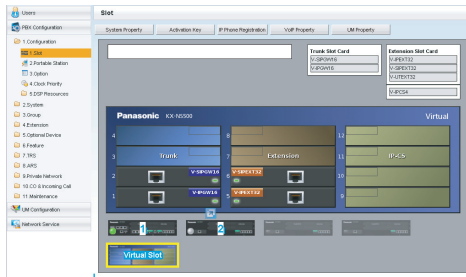 Users
PBX Configuration
1.Configuration
1.Slot
2.Portable Station
3.Option
4.Clock Priority
5.DSP Resources
2.System
3.Group
4.Extension
5.Optional Device
6.Feature
7.TRS
8.ARS
9.Private Network
10.CO & Incoming Call
11.Maintenance
UM Configuration
Network Service
Slot
System Property
Activation Key
IP Phone Registration
VoIP Property
UM Property
Trunk Slot Card
V-SIPGW16
V-IPGW16
Extension Slot Card
V-IPEXT32
V-SIPEXT32
V-UTEXT32
V-IPCS4
Panasonic KX-NS500
Virtual
4
8
12
3
Trunk
7
Extension
11
IP-CS
2
V-SIPGW16
6
V-SIPEXT32
10
1
V-IPGW16
5
V-IPEXT32
9
1
2
Virtual Slot